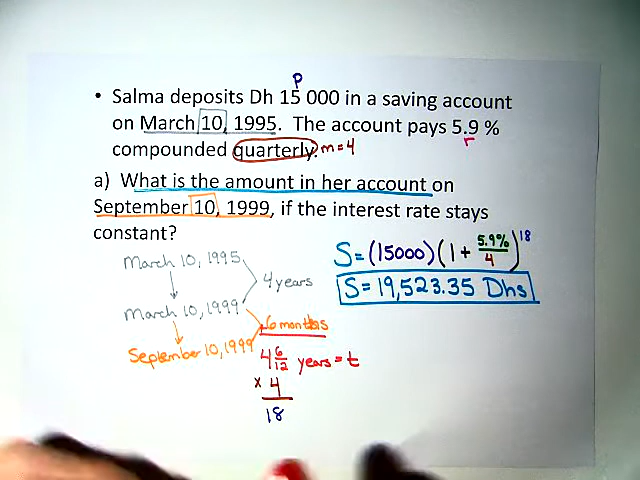 P
• Salma deposits Dh 15 000 in a saving account
on March 10, 1995. The account pays 5.9 %
r
compounded quarterly. m=4
a) What is the amount in her account on
September 10, 1999, if the interest rate stays
constant?
March 10, 1995
4 years
March 10, 1999
6 months
September 10, 1999
4 6/12 years = t
x 4
18
S = (15000)(1 + 5.9%/4)^18
S = 19,523.35 Dhs